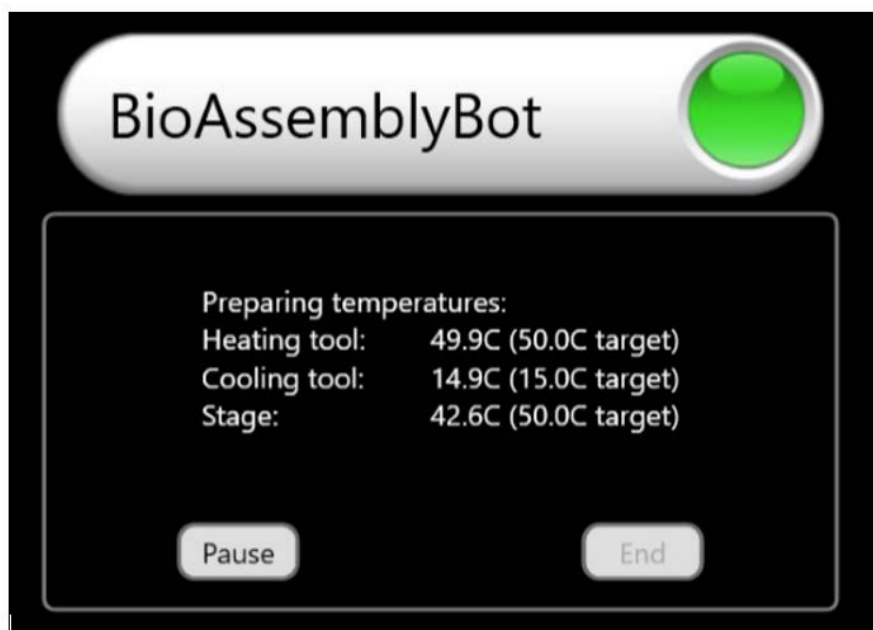 BioAssemblyBot
Preparing temperatures:
Heating tool: 49.9C (50.0C target)
Cooling tool: 14.9C (15.0C target)
Stage: 42.6C (50.0C target)
Pause End